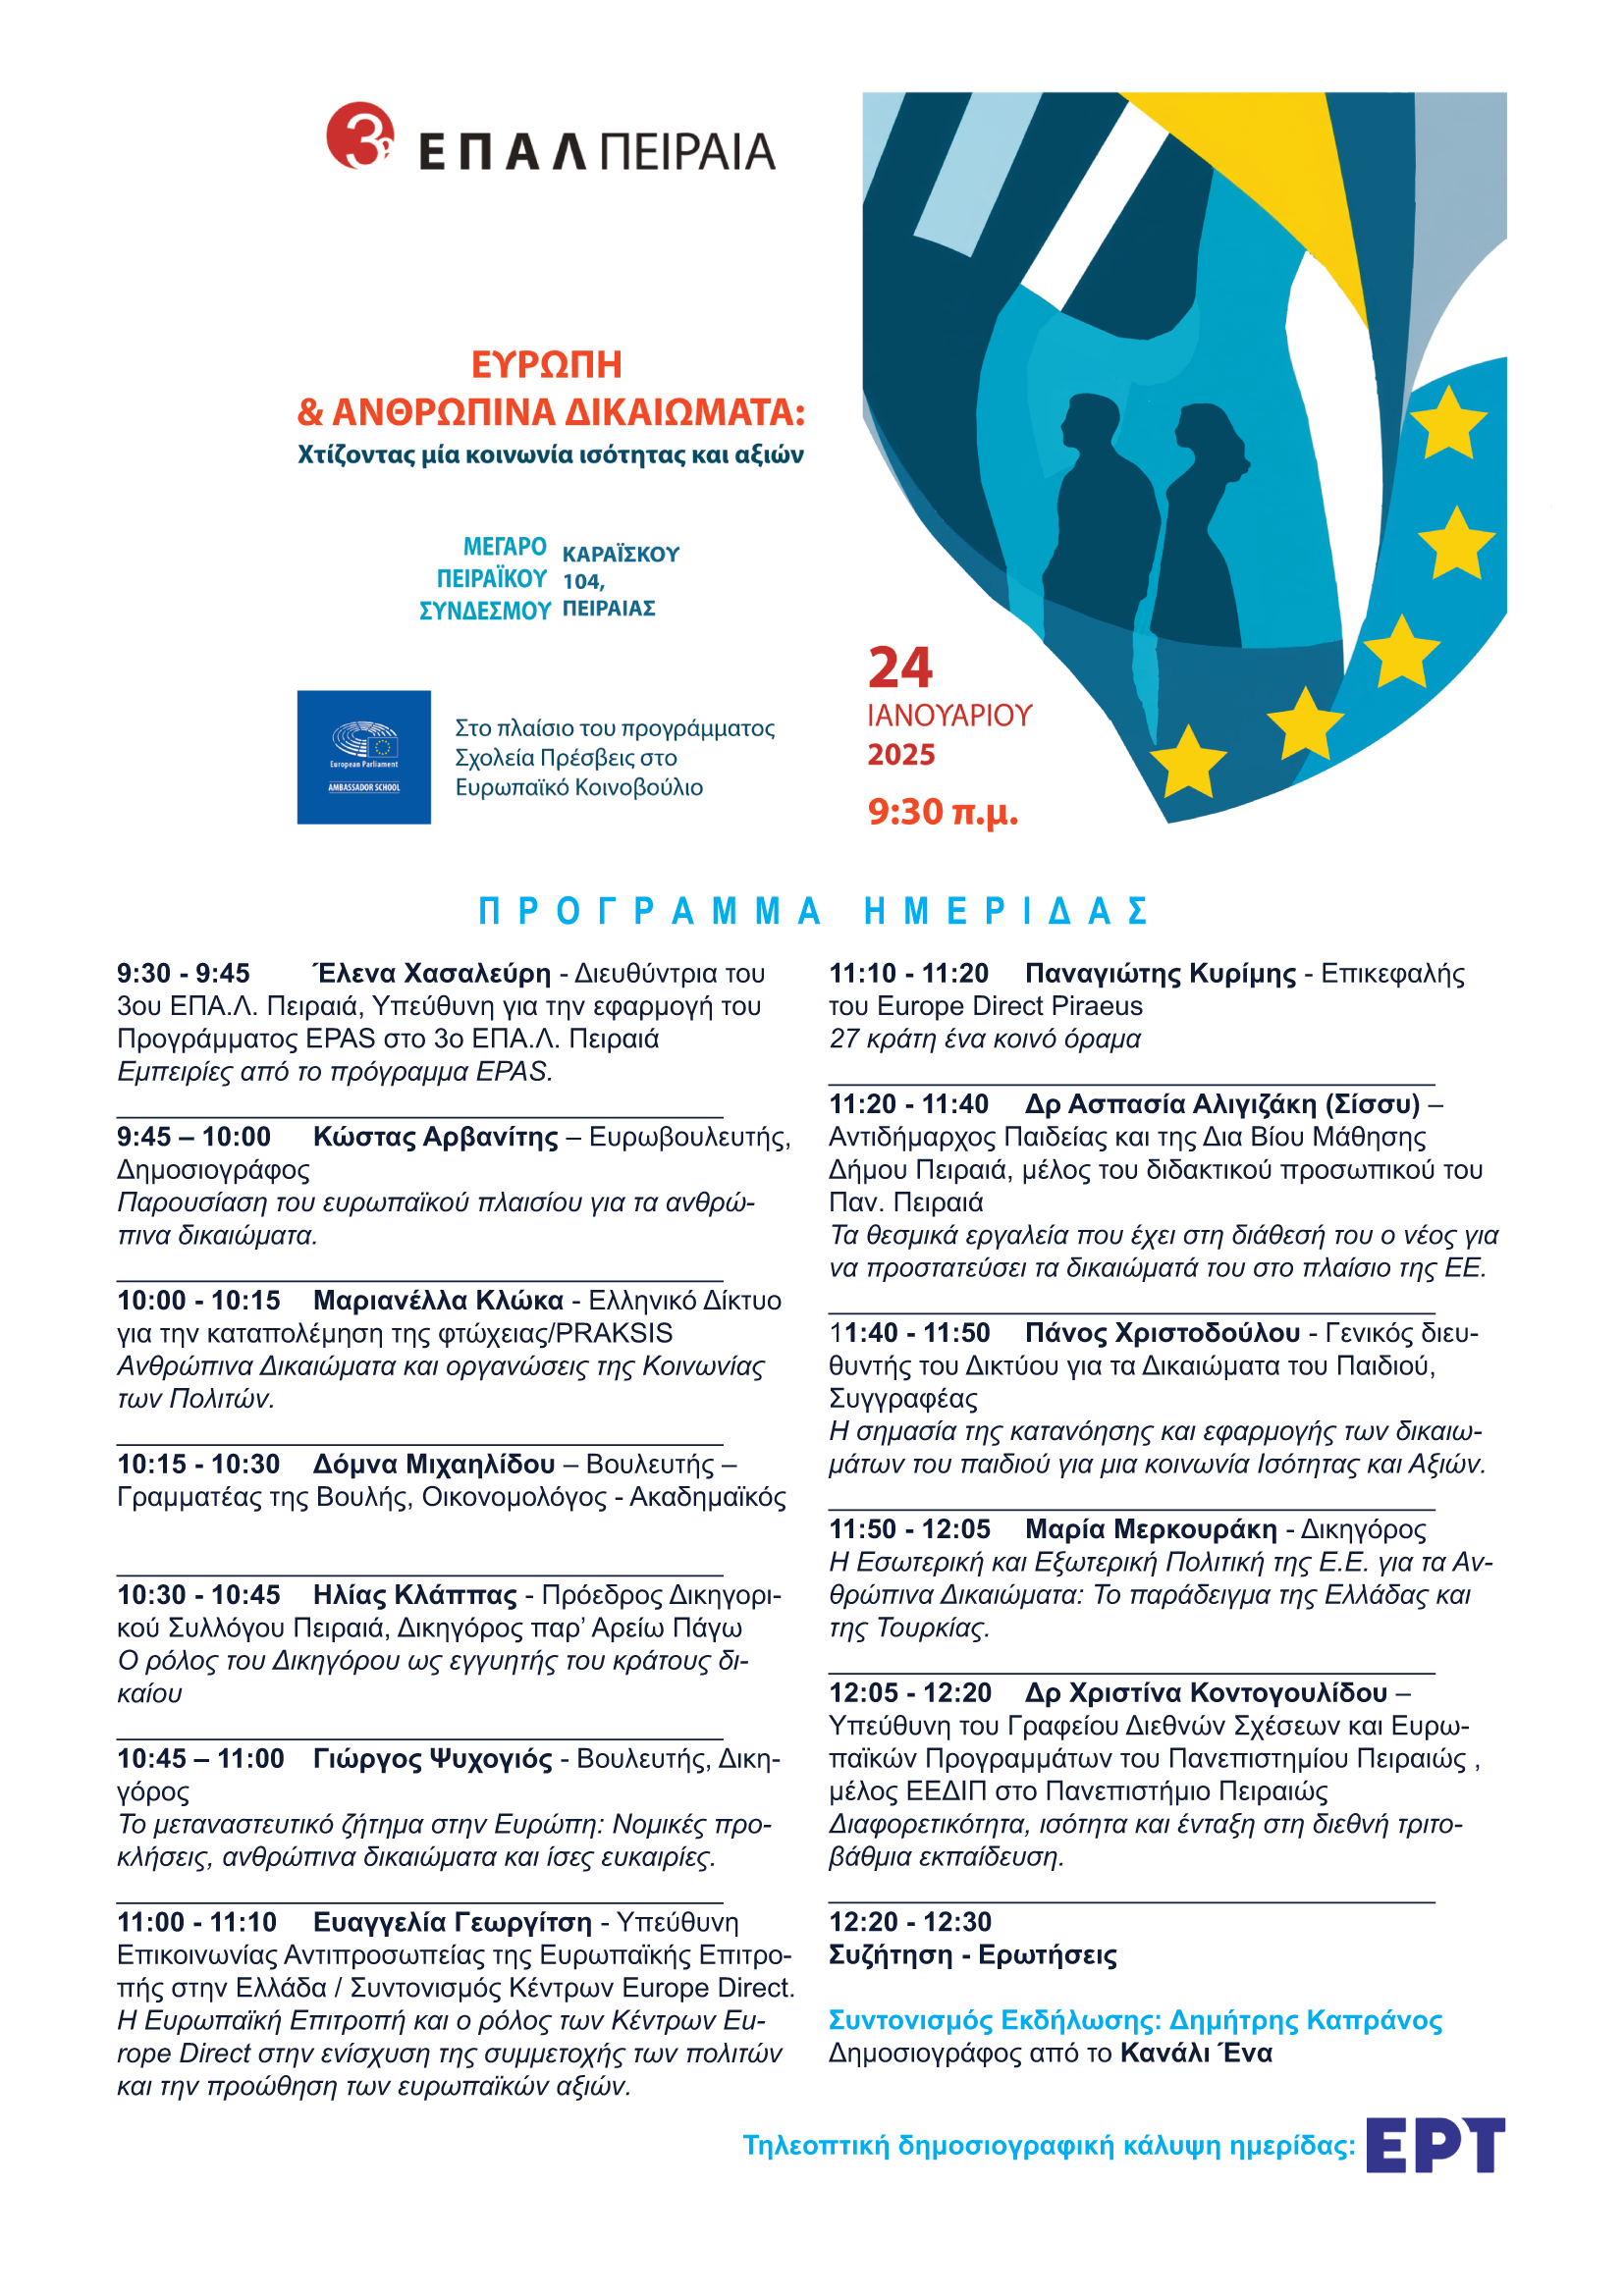 3ο ΕΠΑΛ ΠΕΙΡΑΙΑ
ΕΥΡΩΠΗ
& ΑΝΘΡΩΠΙΝΑ ΔΙΚΑΙΩΜΑΤΑ:
Χτίζοντας μία κοινωνία ισότητας και αξιών
ΜΕΓΑΡΟ
ΠΕΙΡΑΪΚΟΥ
ΣΥΝΔΕΣΜΟΥ
ΚΑΡΑΪΣΚΟΥ
104,
ΠΕΙΡΑΙΑΣ
European Parliament
AMBASSADOR SCHOOL
Στο πλαίσιο του προγράμματος
Σχολεία Πρέσβεις στο
Ευρωπαϊκό Κοινοβούλιο
24
ΙΑΝΟΥΑΡΙΟΥ
2025
9:30 π.μ.
ΠΡΟΓΡΑΜΜΑ ΗΜΕΡΙΔΑΣ
9:30 - 9:45 Έλενα Χασαλεύρη - Διευθύντρια του
3ου ΕΠΑ.Λ. Πειραιά, Υπεύθυνη για την εφαρμογή του
Προγράμματος EPAS στο 3ο ΕΠΑ.Λ. Πειραιά
Εμπειρίες από το πρόγραμμα EPAS.
9:45 – 10:00 Κώστας Αρβανίτης – Ευρωβουλευτής,
Δημοσιογράφος
Παρουσίαση του ευρωπαϊκού πλαισίου για τα ανθρώ-
πινα δικαιώματα.
10:00 - 10:15 Μαριανέλλα Κλώκα - Ελληνικό Δίκτυο
για την καταπολέμηση της φτώχειας/PRAKSIS
Ανθρώπινα Δικαιώματα και οργανώσεις της Κοινωνίας
των Πολιτών.
10:15 - 10:30 Δόμνα Μιχαηλίδου – Βουλευτής –
Γραμματέας της Βουλής, Οικονομολόγος - Ακαδημαϊκός
10:30 - 10:45 Ηλίας Κλάππας - Πρόεδρος Δικηγορι-
κού Συλλόγου Πειραιά, Δικηγόρος παρ’ Αρείω Πάγω
Ο ρόλος του Δικηγόρου ως εγγυητής του κράτους δι-
καίου
10:45 – 11:00 Γιώργος Ψυχογιός - Βουλευτής, Δικη-
γόρος
Το μεταναστευτικό ζήτημα στην Ευρώπη: Νομικές προ-
κλήσεις, ανθρώπινα δικαιώματα και ίσες ευκαιρίες.
11:00 - 11:10 Ευαγγελία Γεωργίτση - Υπεύθυνη
Επικοινωνίας Αντιπροσωπείας της Ευρωπαϊκής Επιτρο-
πής στην Ελλάδα / Συντονισμός Κέντρων Europe Direct.
Η Ευρωπαϊκή Επιτροπή και ο ρόλος των Κέντρων Eu-
rope Direct στην ενίσχυση της συμμετοχής των πολιτών
και την προώθηση των ευρωπαϊκών αξιών.
11:10 - 11:20 Παναγιώτης Κυρίμης - Επικεφαλής
του Europe Direct Piraeus
27 κράτη ένα κοινό όραμα
11:20 - 11:40 Δρ Ασπασία Αλιγιζάκη (Σίσσυ) –
Αντιδήμαρχος Παιδείας και της Δια Βίου Μάθησης
Δήμου Πειραιά, μέλος του διδακτικού προσωπικού του
Παν. Πειραιά
Τα θεσμικά εργαλεία που έχει στη διάθεσή του ο νέος για
να προστατεύσει τα δικαιώματά του στο πλαίσιο της ΕΕ.
11:40 - 11:50 Πάνος Χριστοδούλου - Γενικός διευ-
θυντής του Δικτύου για τα Δικαιώματα του Παιδιού,
Συγγραφέας
Η σημασία της κατανόησης και εφαρμογής των δικαιω-
μάτων του παιδιού για μια κοινωνία Ισότητας και Αξιών.
11:50 - 12:05 Μαρία Μερκουράκη - Δικηγόρος
Η Εσωτερική και Εξωτερική Πολιτική της Ε.Ε. για τα Αν-
θρώπινα Δικαιώματα: Το παράδειγμα της Ελλάδας και
της Τουρκίας.
12:05 - 12:20 Δρ Χριστίνα Κοντογουλίδου –
Υπεύθυνη του Γραφείου Διεθνών Σχέσεων και Ευρω-
παϊκών Προγραμμάτων του Πανεπιστημίου Πειραιώς ,
μέλος ΕΕΔΙΠ στο Πανεπιστήμιο Πειραιώς
Διαφορετικότητα, ισότητα και ένταξη στη διεθνή τριτο-
βάθμια εκπαίδευση.
12:20 - 12:30
Συζήτηση - Ερωτήσεις
Συντονισμός Εκδήλωσης: Δημήτρης Καπράνος
Δημοσιογράφος από το Κανάλι Ένα
Τηλεοπτική δημοσιογραφική κάλυψη ημερίδας: ΕΡΤ